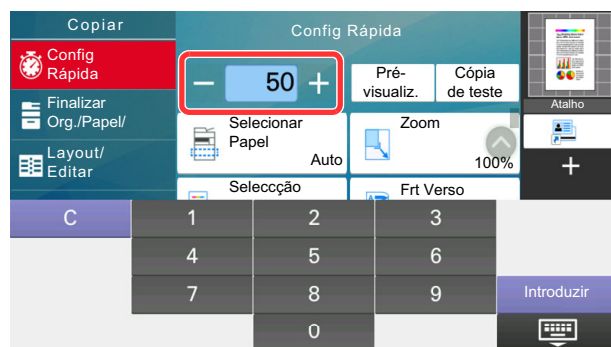 Copiar
Config Rápida
Config
Rápida
Finalizar
Org./Papel/
Layout/
Editar
− 50 +
Pré-
visualiz.
Cópia
de teste
Selecionar
Papel
Auto
Zoom
100%
Seleccção
Frt Verso
Atalho
+
C
1 2 3
4 5 6
7 8 9
0
Introduzir